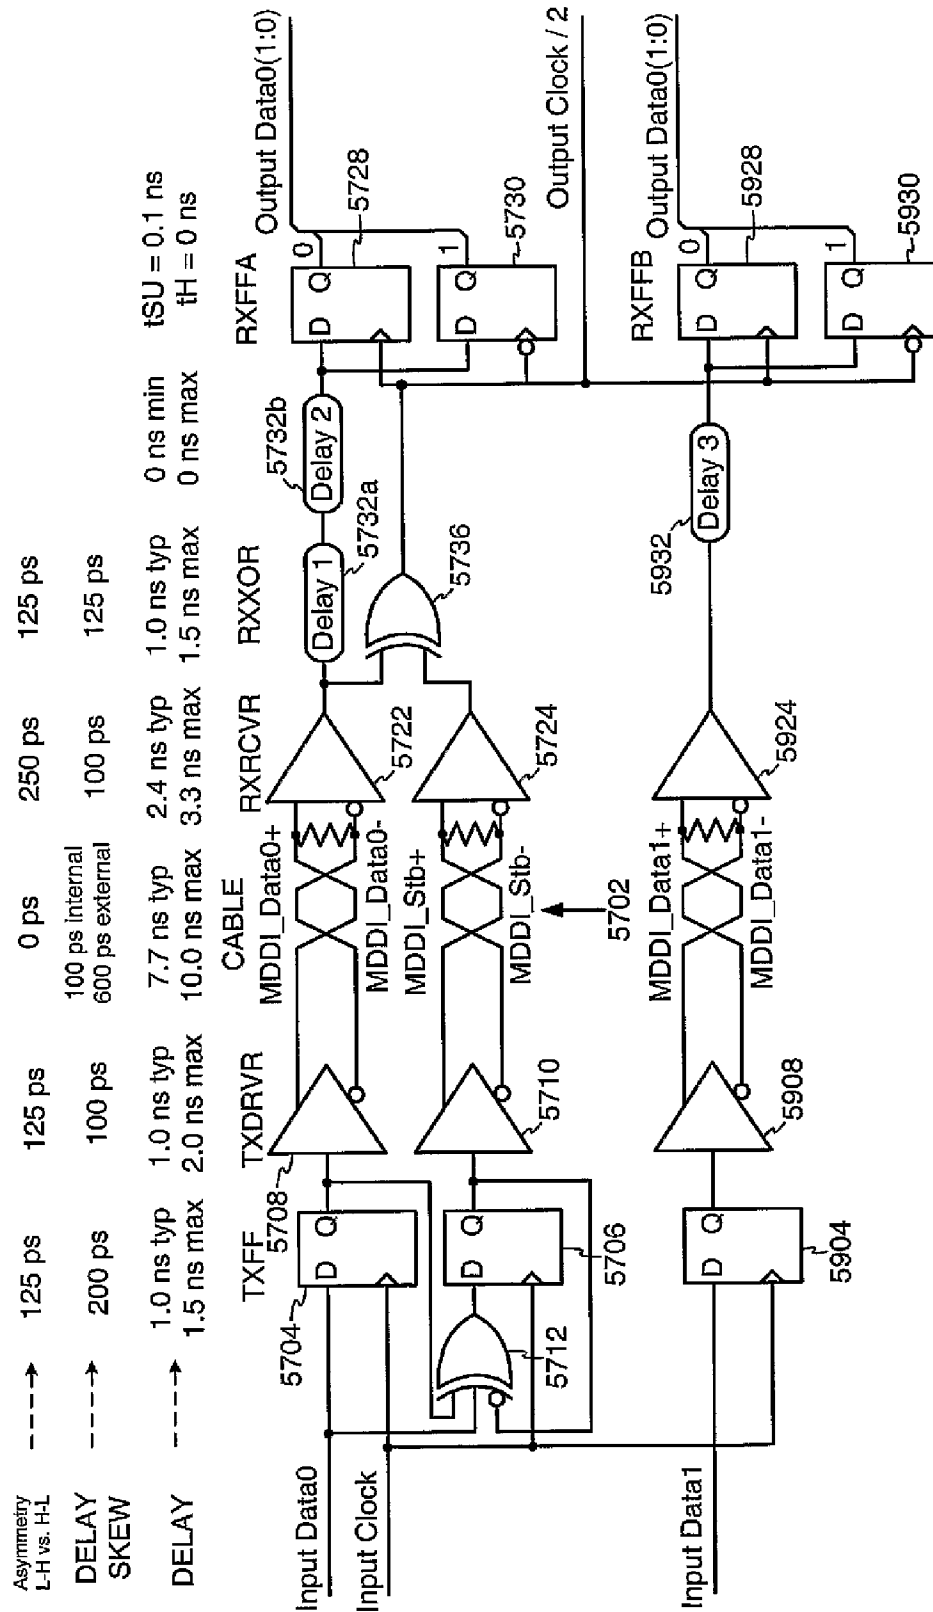 Asymmetry
L-H vs. H-L
125 ps
125 ps
0 ps
250 ps
125 ps
DELAY
SKEW
200 ps
100 ps
100 ps internal
600 ps external
100 ps
125 ps
DELAY
1.0 ns typ
1.5 ns max
1.0 ns typ
2.0 ns max
7.7 ns typ
10.0 ns max
2.4 ns typ
3.3 ns max
1.0 ns typ
1.5 ns max
0 ns min
0 ns max
tSU = 0.1 ns
tH = 0 ns
TXFF
TXDRVR
CABLE
RXRCVR
RXXOR
RXFFA
Input Data0
Input Clock
5704
D
Q
5708
MDDI_Data0+
MDDI_Data0-
5722
Delay 1
5732a
Delay 2
5732b
D
Q
0
5728
Output Data0(1:0)
5712
D
Q
5706
5710
MDDI_Stb+
MDDI_Stb-
5702
5724
5736
D
Q
1
5730
Output Clock / 2
Input Data1
D
Q
5904
5908
MDDI_Data1+
MDDI_Data1-
5924
5932
Delay 3
RXFFB
D
Q
0
5928
Output Data0(1:0)
D
Q
1
5930